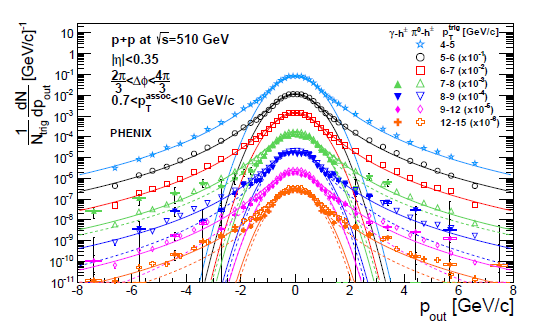 p+p at √s=510 GeV
|η|<0.35
2π/3<Δϕ<4π/3
0.7<p_T^assoc<10 GeV/c
PHENIX
γ-h± π⁰-h± p_T^trig [GeV/c]
4-5
5-6 (x10⁻¹)
6-7 (x10⁻²)
7-8 (x10⁻³)
8-9 (x10⁻⁴)
9-12 (x10⁻⁵)
12-15 (x10⁻⁶)
1/N_trig dN/dp_out [GeV/c]⁻¹
10
1
10⁻¹
10⁻²
10⁻³
10⁻⁴
10⁻⁵
10⁻⁶
10⁻⁷
10⁻⁸
10⁻⁹
10⁻¹⁰
10⁻¹¹
-8 -6 -4 -2 0 2 4 6 8
p_out [GeV/c]